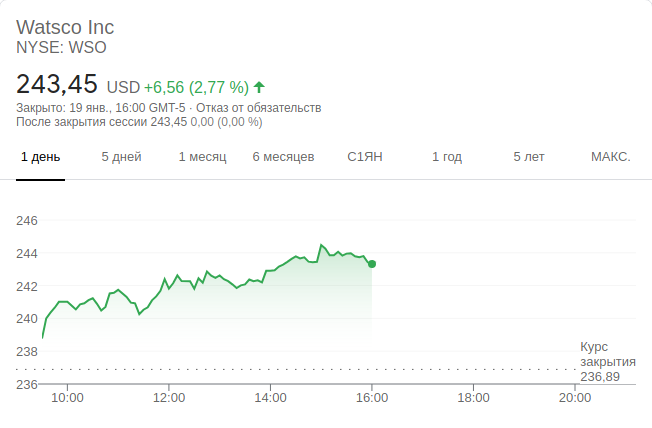 Watsco Inc
NYSE: WSO
243,45 USD +6,56 (2,77 %)
Закрыто: 19 янв., 16:00 GMT-5 · Отказ от обязательств
После закрытия сессии 243,45 0,00 (0,00 %)
1 день 5 дней 1 месяц 6 месяцев С1ЯН 1 год 5 лет МАКС.
246
244
242
240
238
236
Курс
закрытия
236,89
10:00 12:00 14:00 16:00 18:00 20:00